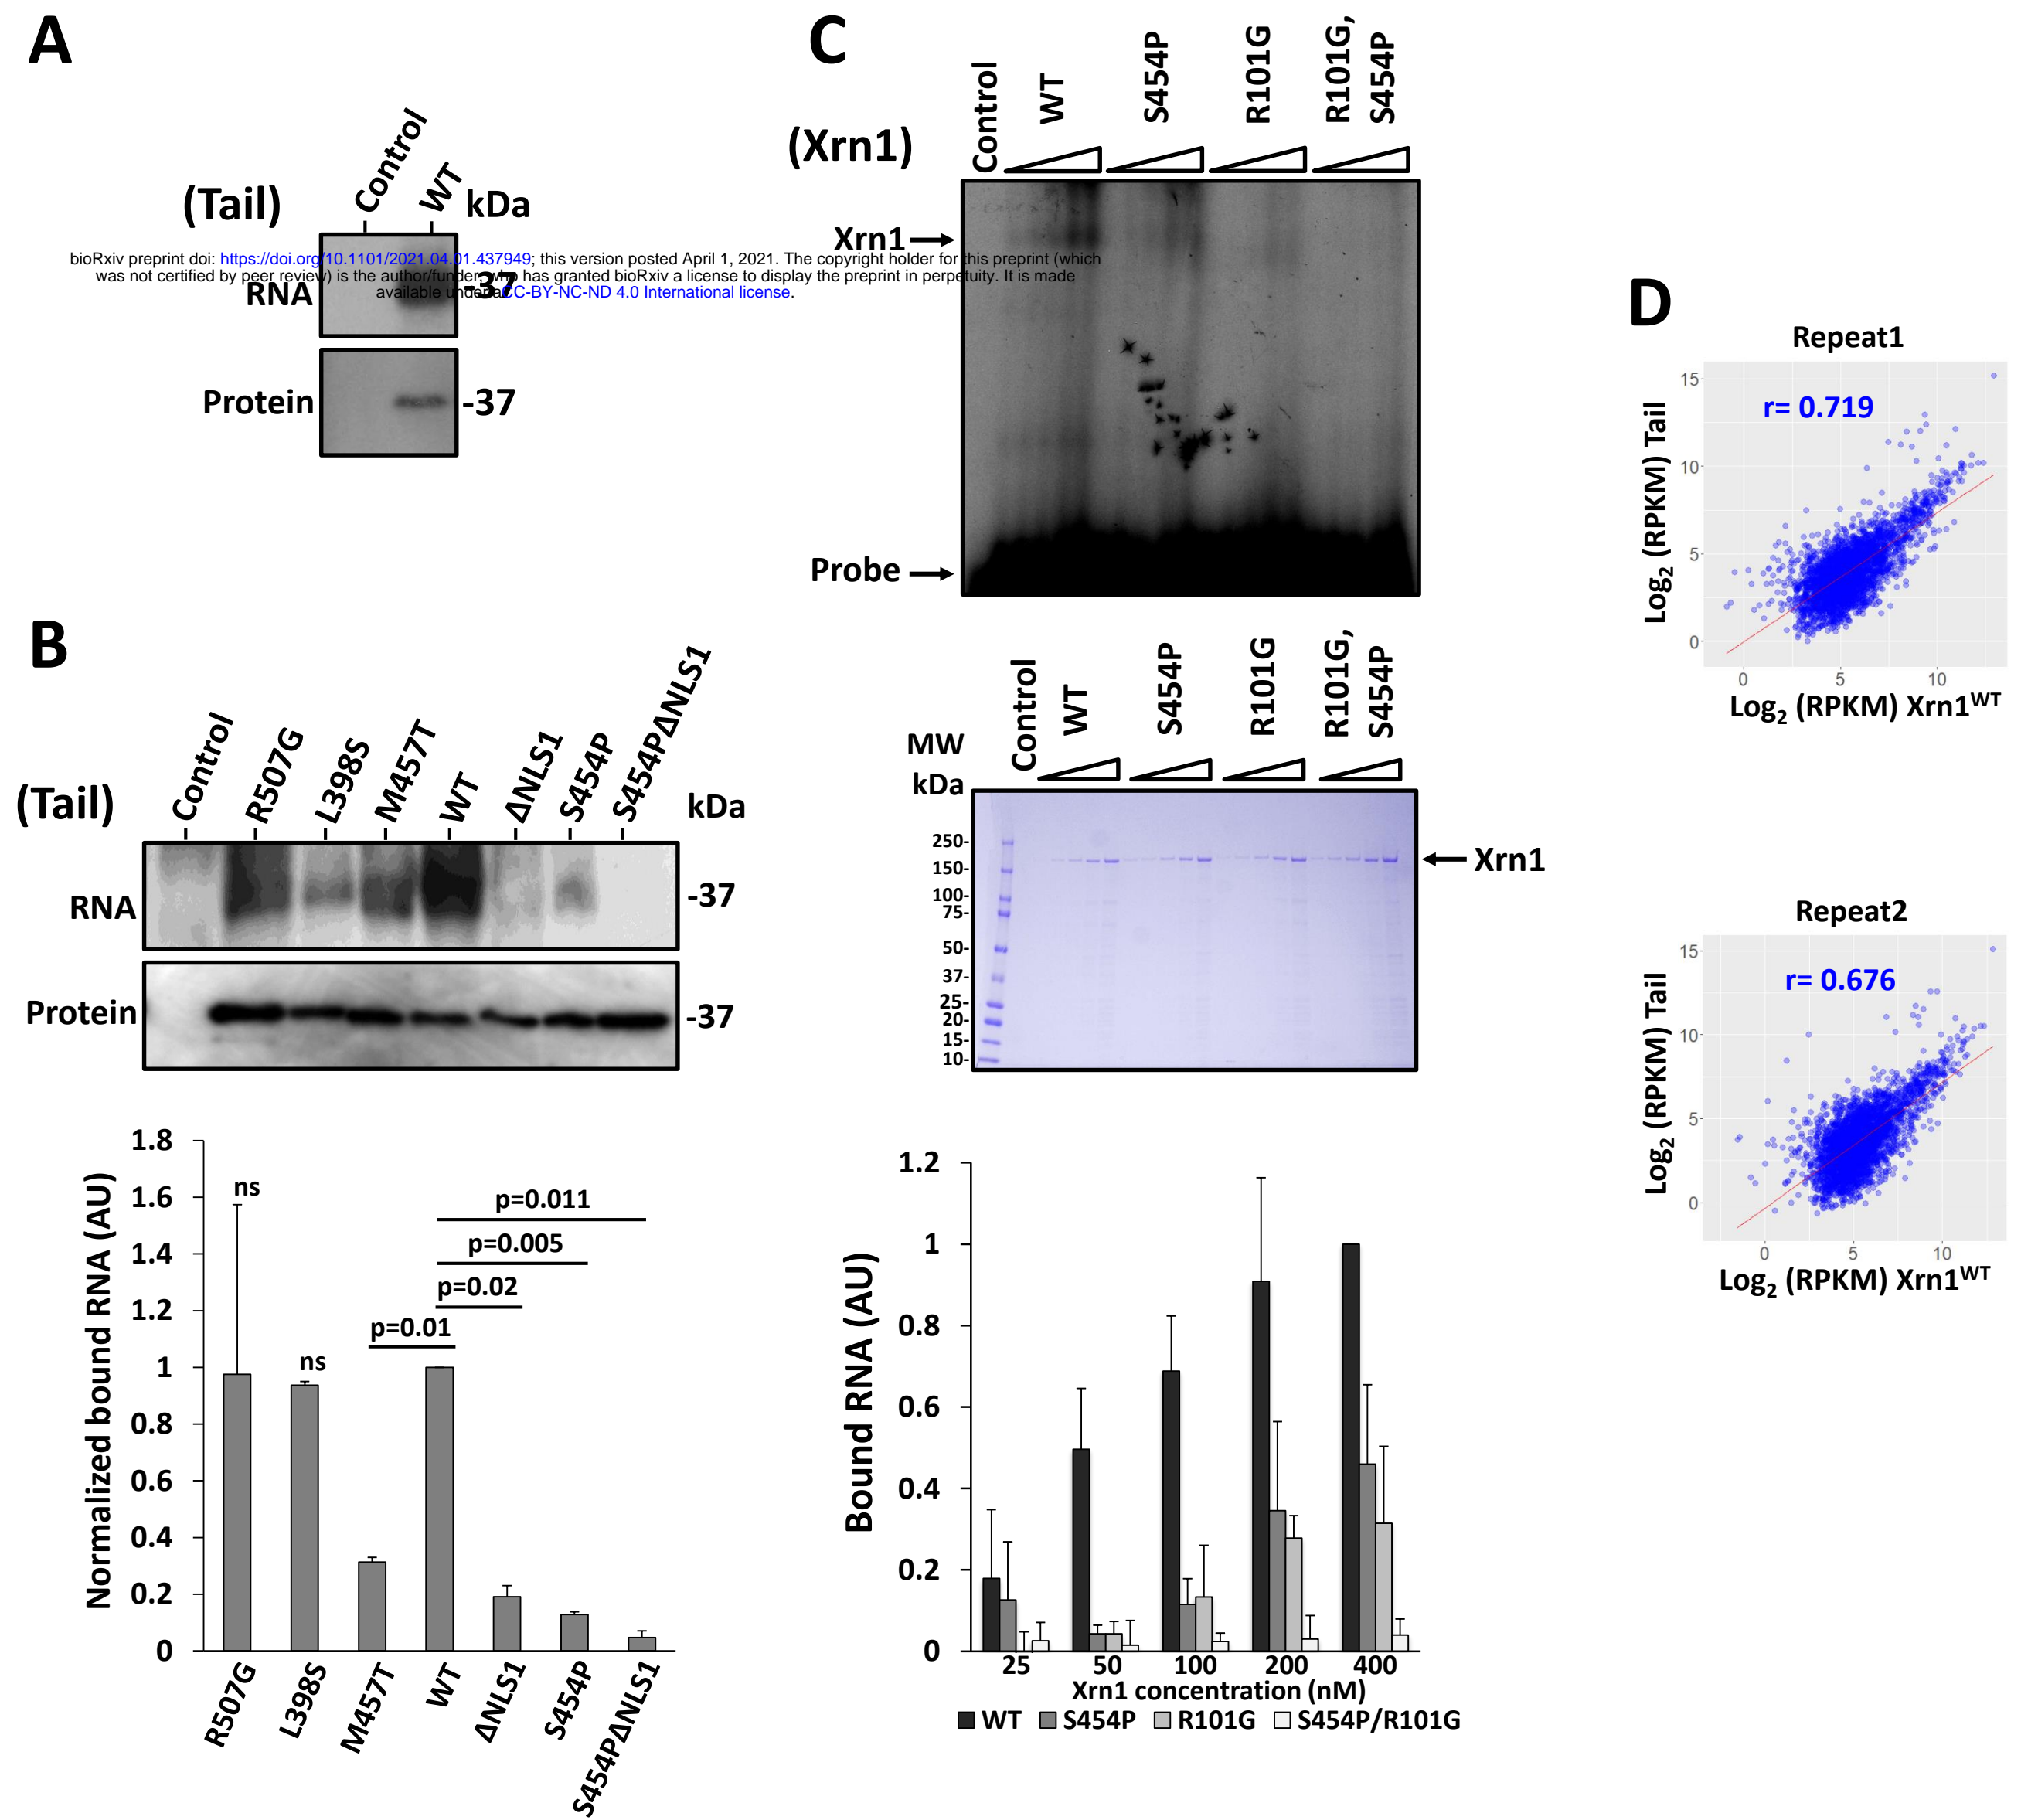 A
(Tail)
Control
WT
kDa
bioRxiv preprint doi: https://doi.org/10.1101/2021.04.01.437949; this version posted April 1, 2021. The copyright holder for this preprint (which
was not certified by peer review) is the author/funder, who has granted bioRxiv a license to display the preprint in perpetuity. It is made
available under aCC-BY-NC-ND 4.0 International license.
RNA
-37
Protein
-37
B
(Tail)
Control
R507G
L398S
M457T
WT
ΔNLS1
S454P
S454PΔNLS1
kDa
RNA
-37
Protein
-37
Normalized bound RNA (AU)
1.8
1.6
1.4
1.2
1
0.8
0.6
0.4
0.2
0
ns
ns
p=0.011
p=0.005
p=0.02
p=0.01
R507G
L398S
M457T
WT
ΔNLS1
S454P
S454PΔNLS1
C
(Xrn1)
Control
WT
S454P
R101G
R101G,
S454P
Xrn1
Probe
MW
kDa
Control
WT
S454P
R101G
R101G,
S454P
250-
150-
100-
75-
50-
37-
25-
20-
15-
10-
Xrn1
Bound RNA (AU)
1.2
1
0.8
0.6
0.4
0.2
0
25 50 100 200 400
Xrn1 concentration (nM)
WT S454P R101G S454P/R101G
D
Repeat1
r= 0.719
Log2 (RPKM) Tail
15
10
5
0
0 5 10
Log2 (RPKM) Xrn1WT
Repeat2
r= 0.676
Log2 (RPKM) Tail
15
10
5
0
0 5 10
Log2 (RPKM) Xrn1WT